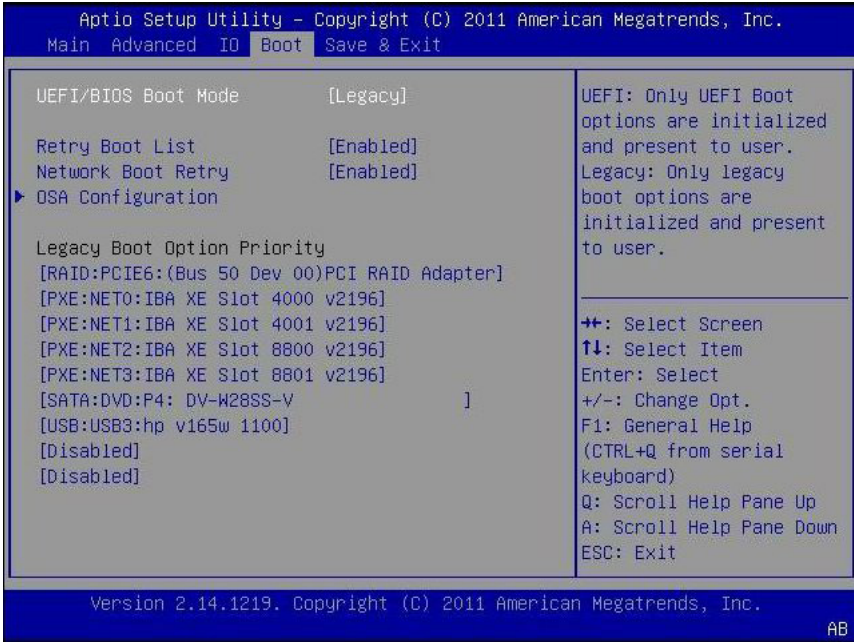 Aptio Setup Utility – Copyright (C) 2011 American Megatrends, Inc.
Main Advanced IO Boot Save & Exit
UEFI/BIOS Boot Mode [Legacy]
Retry Boot List [Enabled]
Network Boot Retry [Enabled]
▶ OSA Configuration
Legacy Boot Option Priority
[RAID:PCIE6:(Bus 50 Dev 00)PCI RAID Adapter]
[PXE:NET0:IBA XE Slot 4000 v2196]
[PXE:NET1:IBA XE Slot 4001 v2196]
[PXE:NET2:IBA XE Slot 8800 v2196]
[PXE:NET3:IBA XE Slot 8801 v2196]
[SATA:DVD:P4: DV-W28SS-V ]
[USB:USB3:hp v165w 1100]
[Disabled]
[Disabled]
UEFI: Only UEFI Boot
options are initialized
and present to user.
Legacy: Only legacy
boot options are
initialized and present
to user.
→←: Select Screen
↑↓: Select Item
Enter: Select
+/-: Change Opt.
F1: General Help
(CTRL+Q from serial
keyboard)
Q: Scroll Help Pane Up
A: Scroll Help Pane Down
ESC: Exit
Version 2.14.1219. Copyright (C) 2011 American Megatrends, Inc.
AB